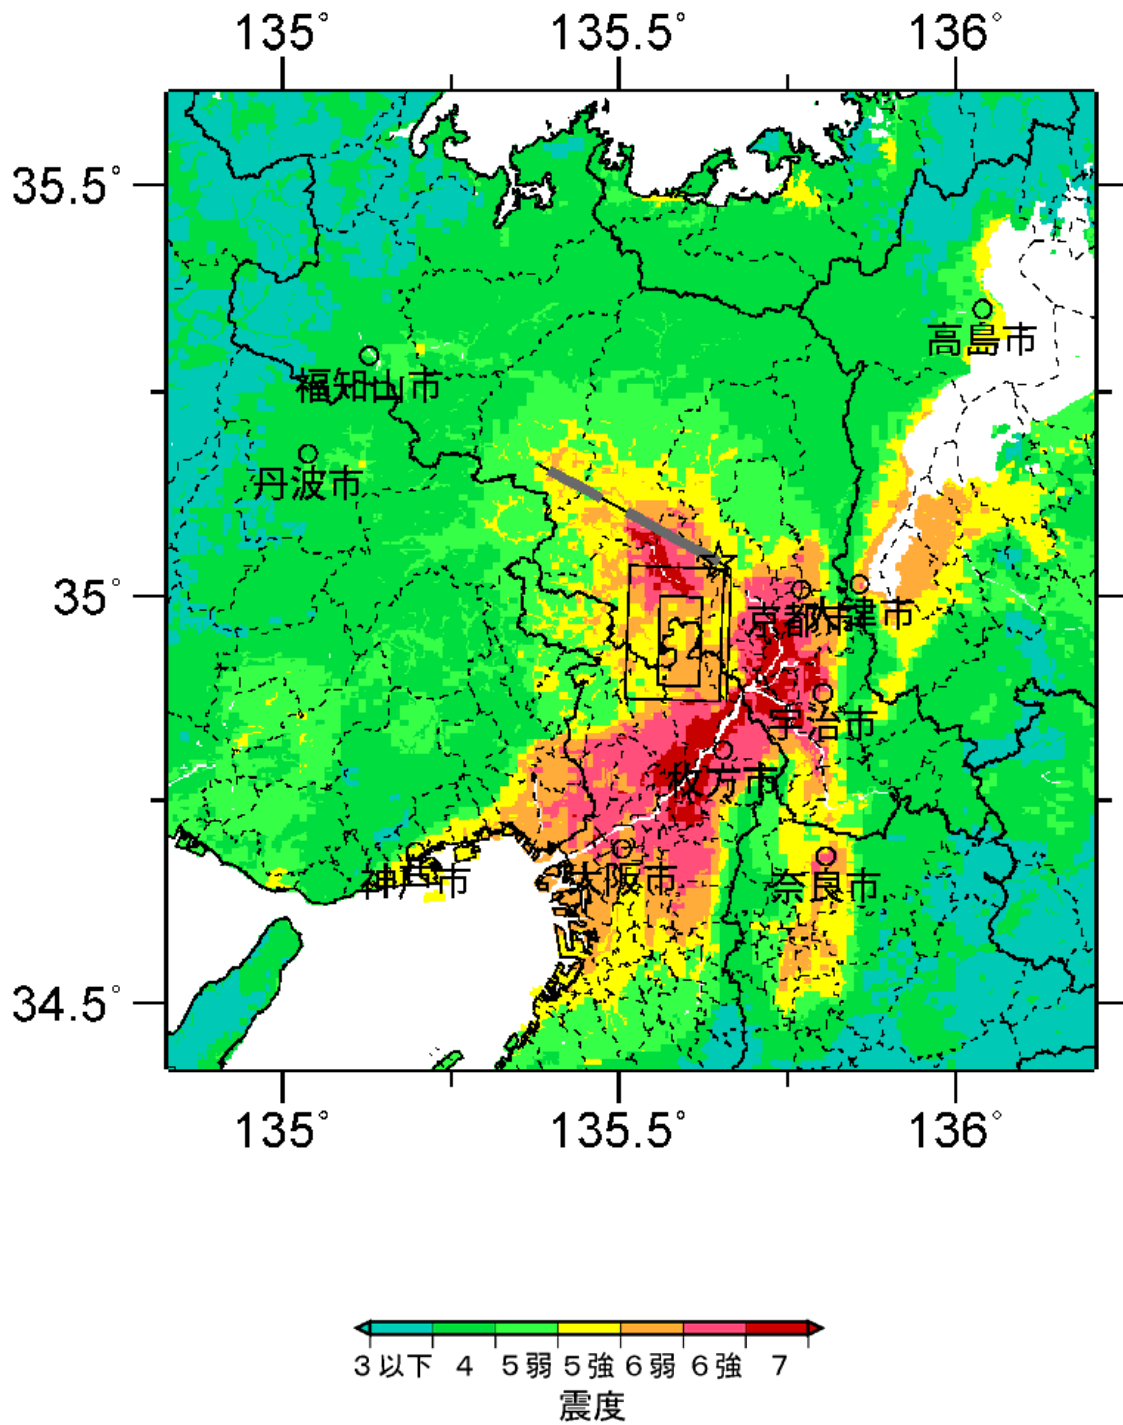 135° 135.5° 136°
35.5°
高島市
福知山市
丹波市
35°
京都市
大津市
宇治市
枚方市
神戸市
大阪市
奈良市
34.5°
135° 135.5° 136°
3以下 4 5弱 5強 6弱 6強 7
震度